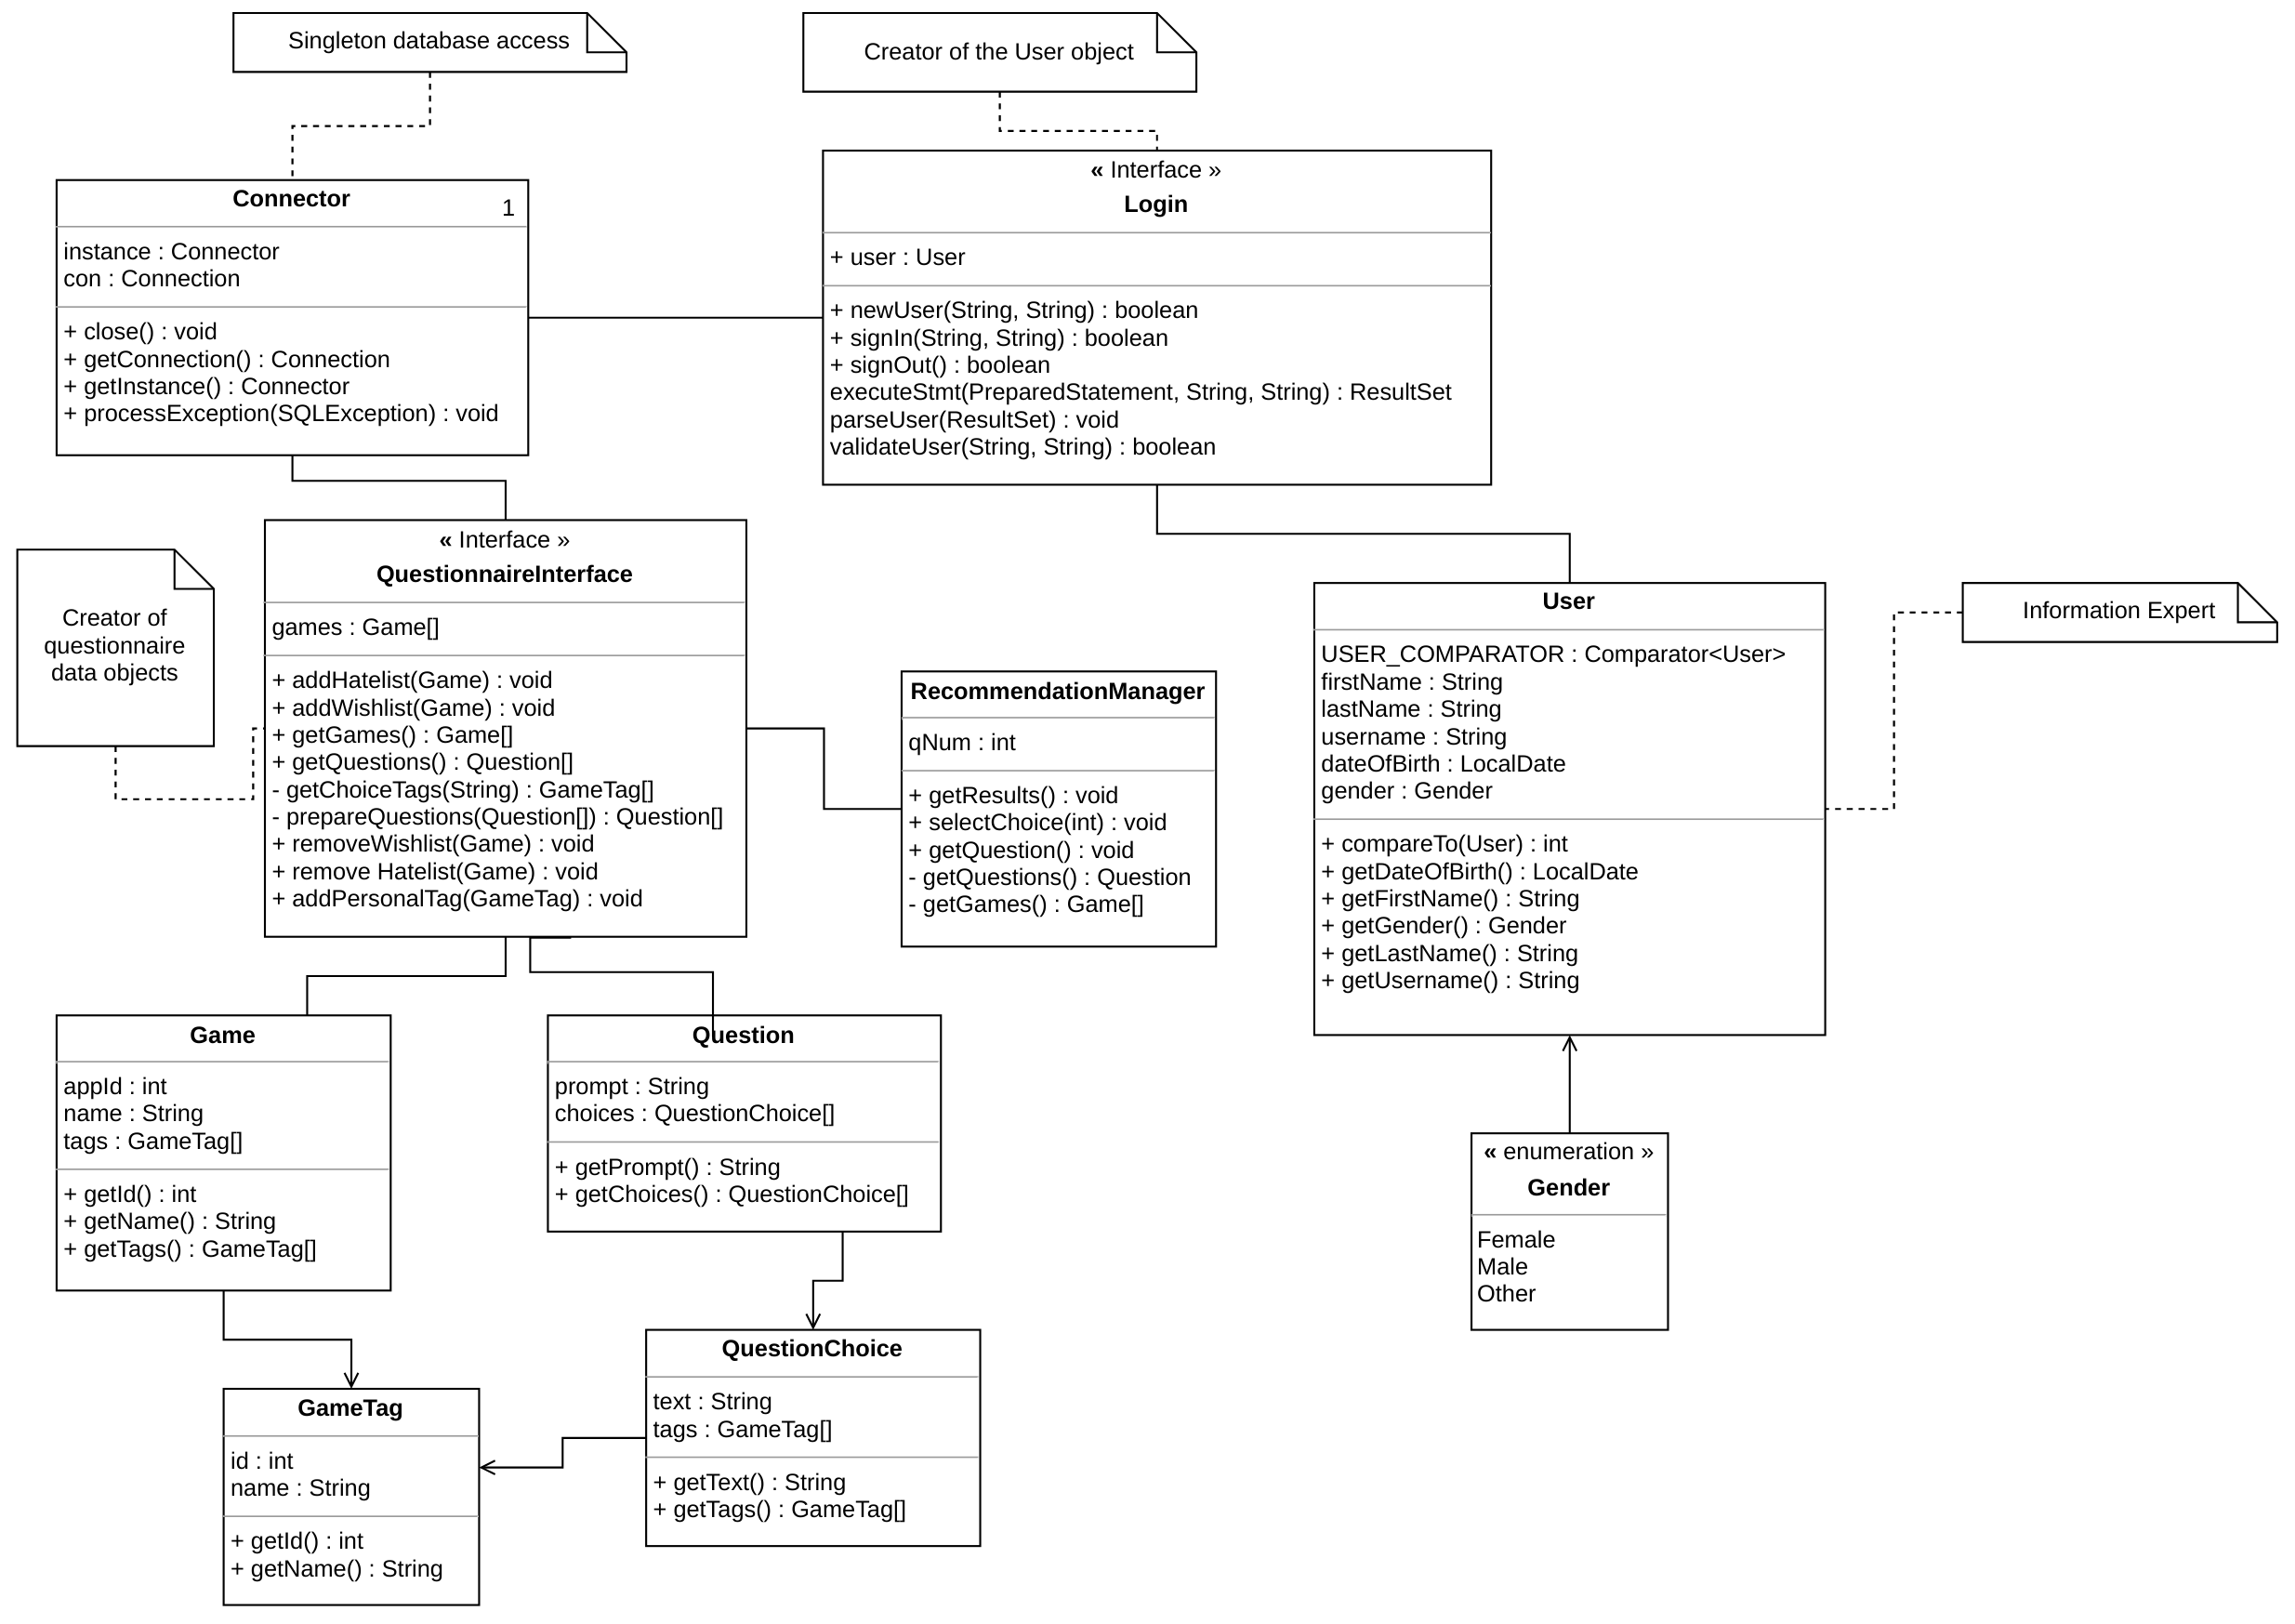 Singleton database access
Creator of the User object
Connector
1
instance : Connector
con : Connection
+ close() : void
+ getConnection() : Connection
+ getInstance() : Connector
+ processException(SQLException) : void
« Interface »
Login
+ user : User
+ newUser(String, String) : boolean
+ signIn(String, String) : boolean
+ signOut() : boolean
executeStmt(PreparedStatement, String, String) : ResultSet
parseUser(ResultSet) : void
validateUser(String, String) : boolean
Creator of
questionnaire
data objects
« Interface »
QuestionnaireInterface
games : Game[]
+ addHatelist(Game) : void
+ addWishlist(Game) : void
+ getGames() : Game[]
+ getQuestions() : Question[]
- getChoiceTags(String) : GameTag[]
- prepareQuestions(Question[]) : Question[]
+ removeWishlist(Game) : void
+ remove Hatelist(Game) : void
+ addPersonalTag(GameTag) : void
RecommendationManager
qNum : int
+ getResults() : void
+ selectChoice(int) : void
+ getQuestion() : void
- getQuestions() : Question
- getGames() : Game[]
User
USER_COMPARATOR : Comparator<User>
firstName : String
lastName : String
username : String
dateOfBirth : LocalDate
gender : Gender
+ compareTo(User) : int
+ getDateOfBirth() : LocalDate
+ getFirstName() : String
+ getGender() : Gender
+ getLastName() : String
+ getUsername() : String
Information Expert
Game
appId : int
name : String
tags : GameTag[]
+ getId() : int
+ getName() : String
+ getTags() : GameTag[]
Question
prompt : String
choices : QuestionChoice[]
+ getPrompt() : String
+ getChoices() : QuestionChoice[]
« enumeration »
Gender
Female
Male
Other
GameTag
id : int
name : String
+ getId() : int
+ getName() : String
QuestionChoice
text : String
tags : GameTag[]
+ getText() : String
+ getTags() : GameTag[]